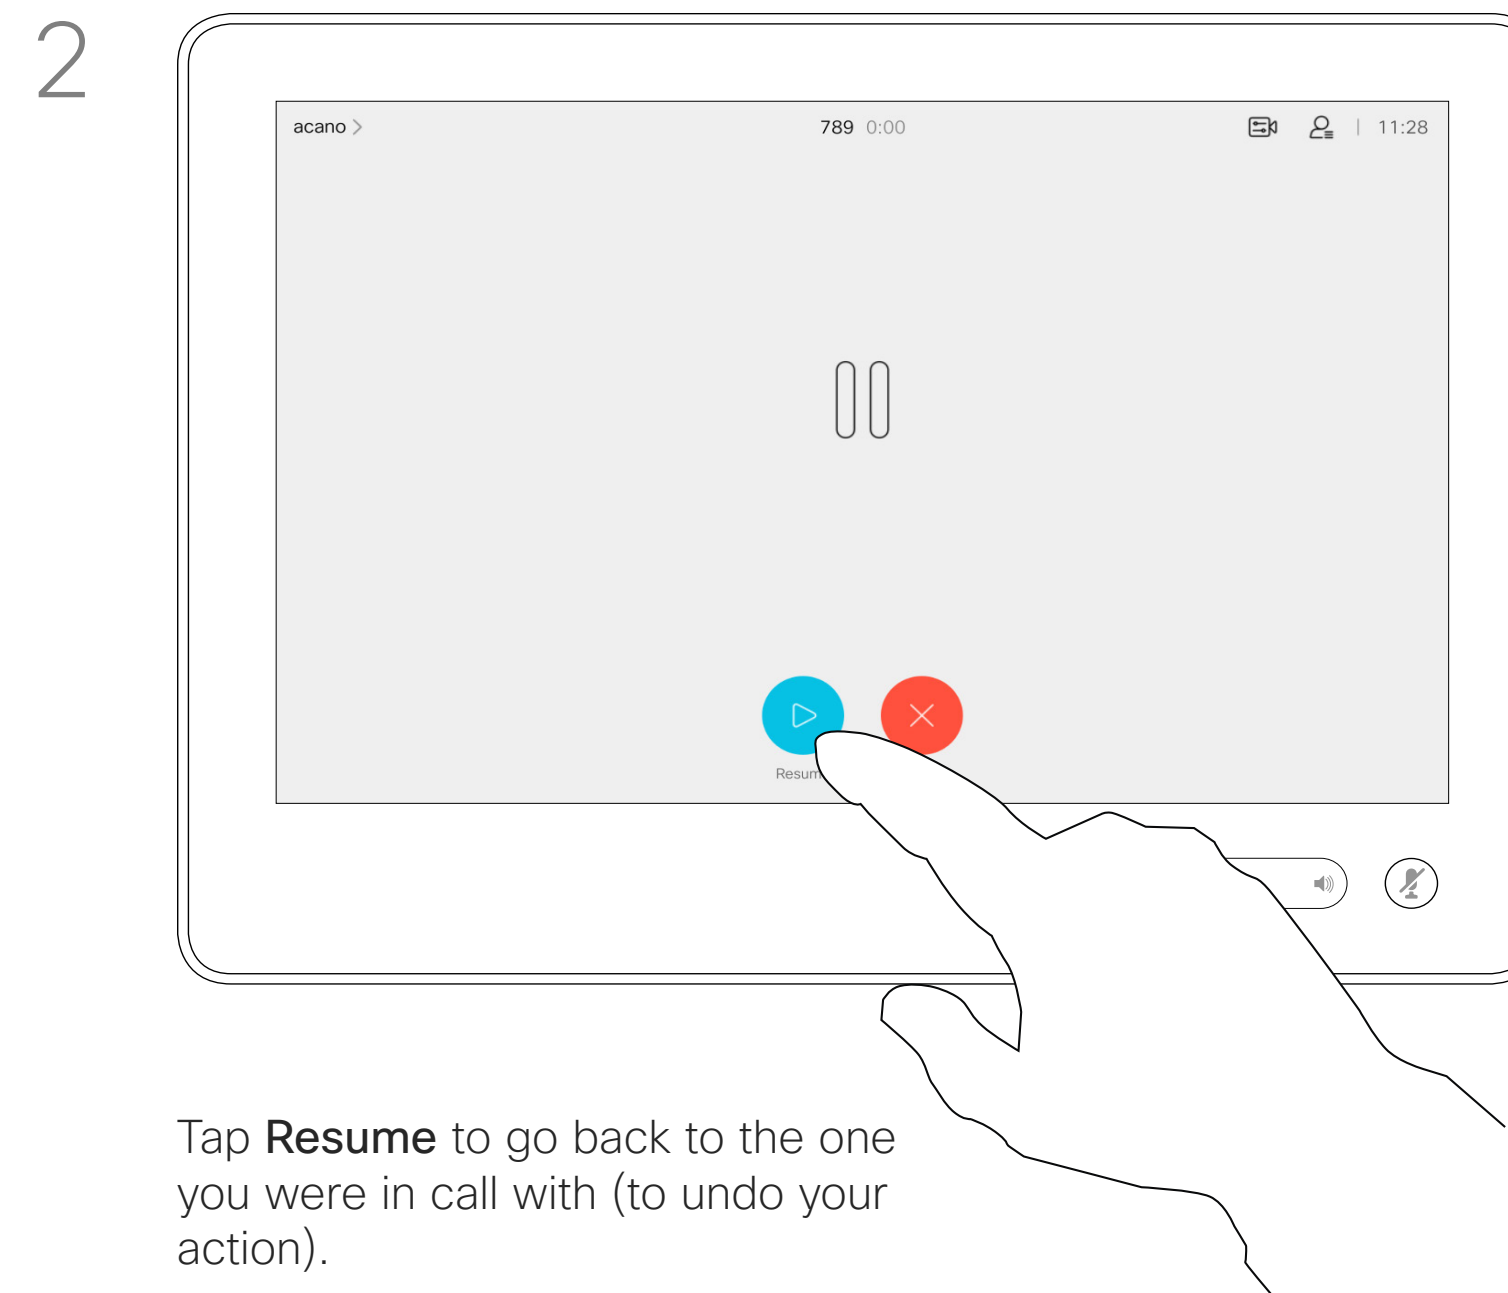 2
acano
789 0:00
11:28
Tap Resume to go back to the one
you were in call with (to undo your
action).